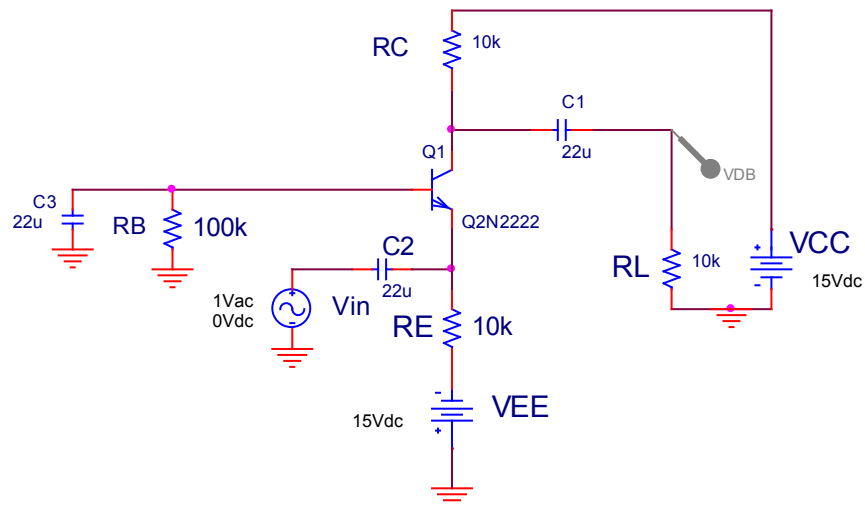 RC
10k
C1
22u
Q1
VDB
C3
22u
RB
100k
Q2N2222
C2
22u
1Vac
0Vdc
Vin
RE
10k
RL
10k
+
-
VCC
15Vdc
+
-
-
+
15Vdc
VEE